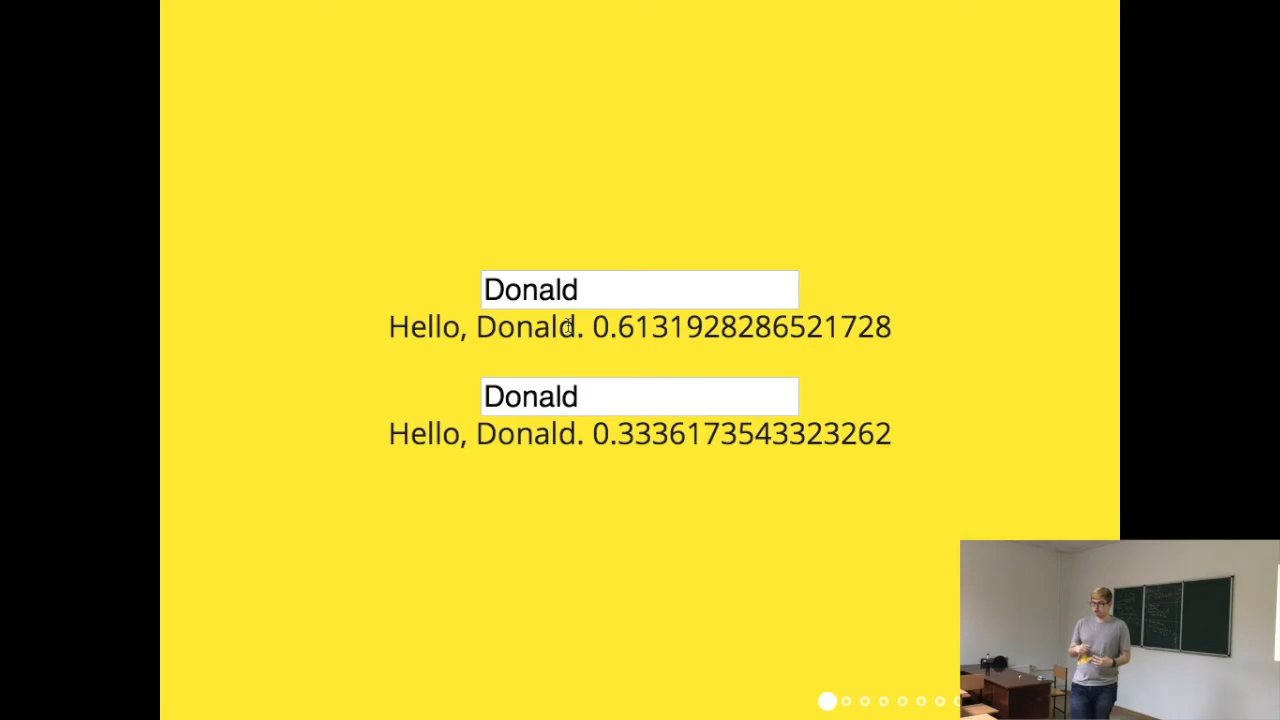 Donald
Hello, Donald. 0.6131928286521728
Donald
Hello, Donald. 0.3336173543323262